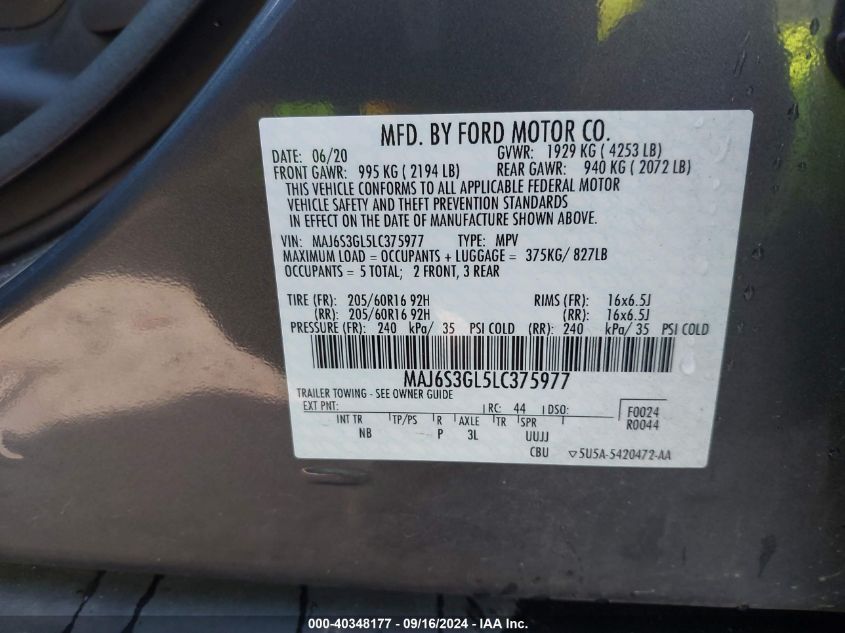 MFD. BY FORD MOTOR CO.
DATE: 06/20 GVWR: 1929 KG ( 4253 LB)
FRONT GAWR: 995 KG ( 2194 LB) REAR GAWR: 940 KG ( 2072 LB)
THIS VEHICLE CONFORMS TO ALL APPLICABLE FEDERAL MOTOR
VEHICLE SAFETY AND THEFT PREVENTION STANDARDS
IN EFFECT ON THE DATE OF MANUFACTURE SHOWN ABOVE.
VIN: MAJ6S3GL5LC375977 TYPE: MPV
MAXIMUM LOAD = OCCUPANTS + LUGGAGE = 375KG/ 827LB
OCCUPANTS = 5 TOTAL; 2 FRONT, 3 REAR
TIRE (FR): 205/60R16 92H RIMS (FR): 16x6.5J
(RR): 205/60R16 92H (RR): 16x6.5J
PRESSURE (FR): 240 kPa/ 35 PSI COLD (RR): 240 kPa/ 35 PSI COLD
MAJ6S3GL5LC375977
TRAILER TOWING - SEE OWNER GUIDE
EXT PNT: RC: 44 DSO: F0024
INT TR TP/PS R AXLE TR SPR R0044
NB P 3L UUJJ
CBU ▽5U5A-5420472-AA
000-40348177 - 09/16/2024 - IAA Inc.